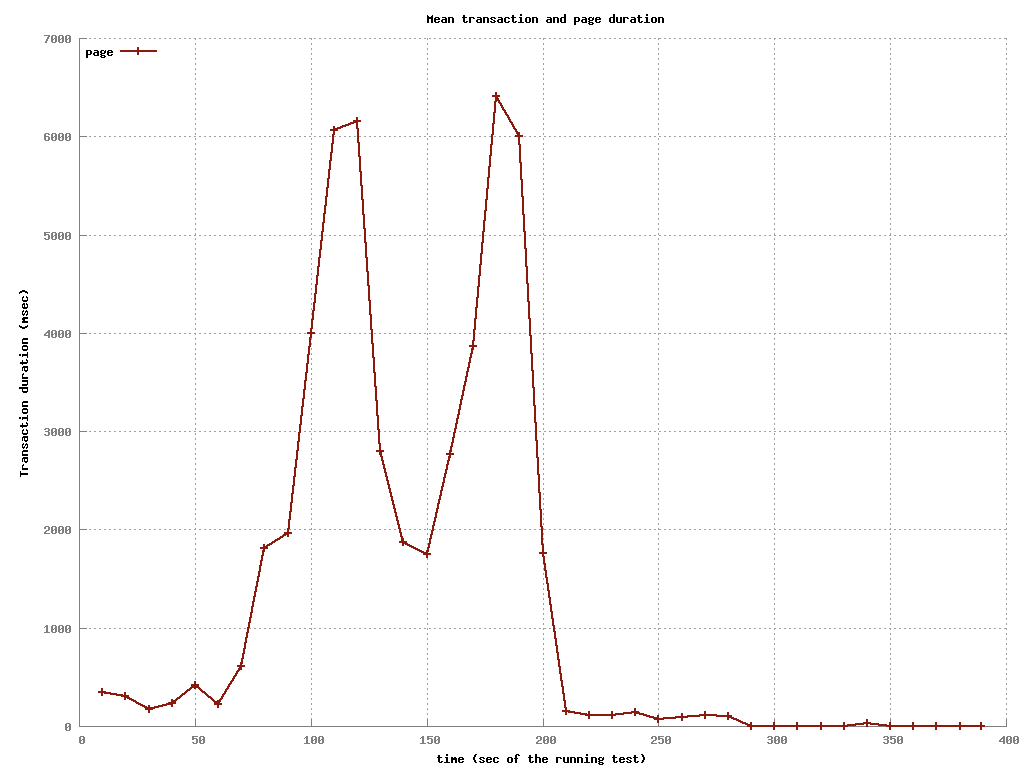 Mean transaction and page duration
page
7000
6000
5000
4000
3000
2000
1000
0
Transaction duration (msec)
0 50 100 150 200 250 300 350 400
time (sec of the running test)